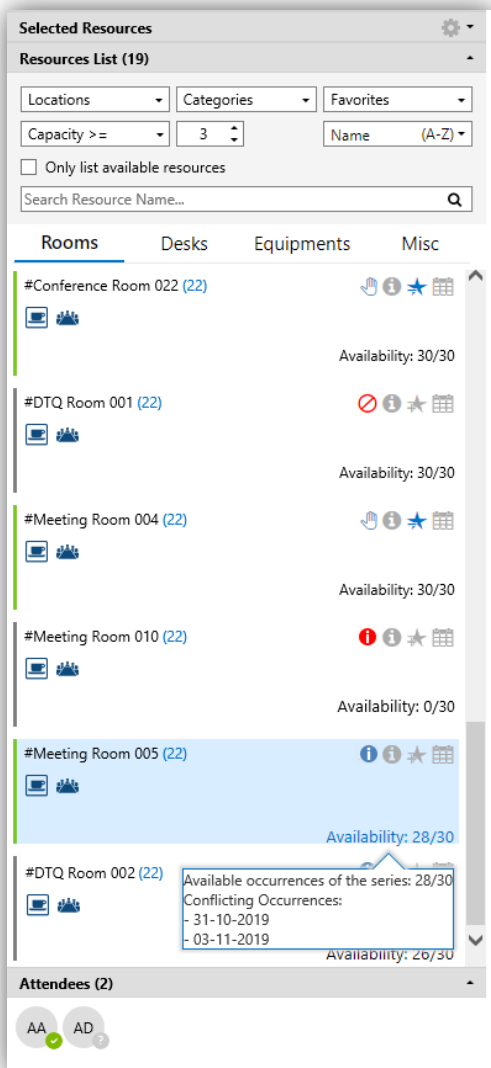 Selected Resources
Resources List (19)
Locations Categories Favorites
Capacity >= 3 Name (A-Z)
Only list available resources
Search Resource Name...
Rooms Desks Equipments Misc
#Conference Room 022 (22)
Availability: 30/30
#DTQ Room 001 (22)
Availability: 30/30
#Meeting Room 004 (22)
Availability: 30/30
#Meeting Room 010 (22)
Availability: 0/30
#Meeting Room 005 (22)
Availability: 28/30
#DTQ Room 002 (22)
Available occurrences of the series: 28/30
Conflicting Occurrences:
- 31-10-2019
- 03-11-2019
Availability: 26/30
Attendees (2)
AA AD